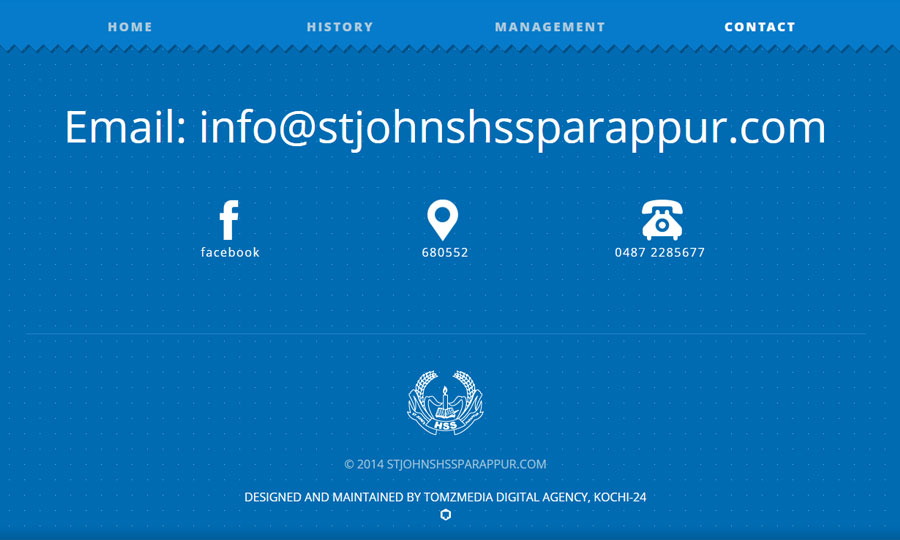 HOME HISTORY MANAGEMENT CONTACT
Email: info@stjohnshssparappur.com
facebook 680552 0487 2285677
HSS
© 2014 STJOHNSHSSPARAPPUR.COM
DESIGNED AND MAINTAINED BY TOMZMEDIA DIGITAL AGENCY, KOCHI-24